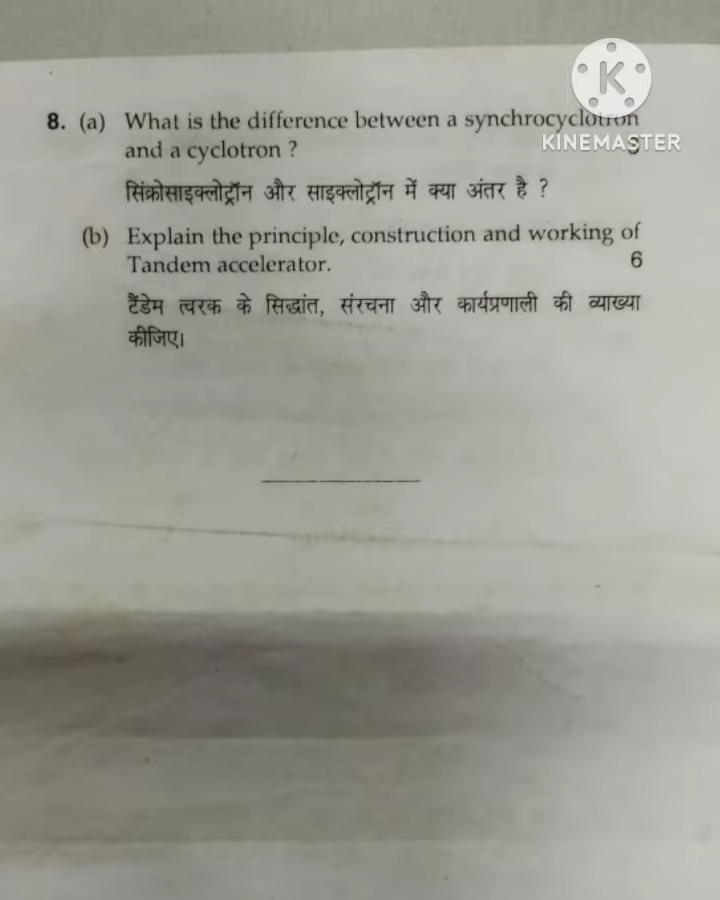 8. (a) What is the difference between a synchrocyclotron
and a cyclotron ? 3
सिंक्रोसाइक्लोट्रॉन और साइक्लोट्रॉन में क्या अंतर है ?
(b) Explain the principle, construction and working of
Tandem accelerator. 6
टैंडेम त्वरक के सिद्धांत, संरचना और कार्यप्रणाली की व्याख्या
कीजिए।
K
KINEMASTER